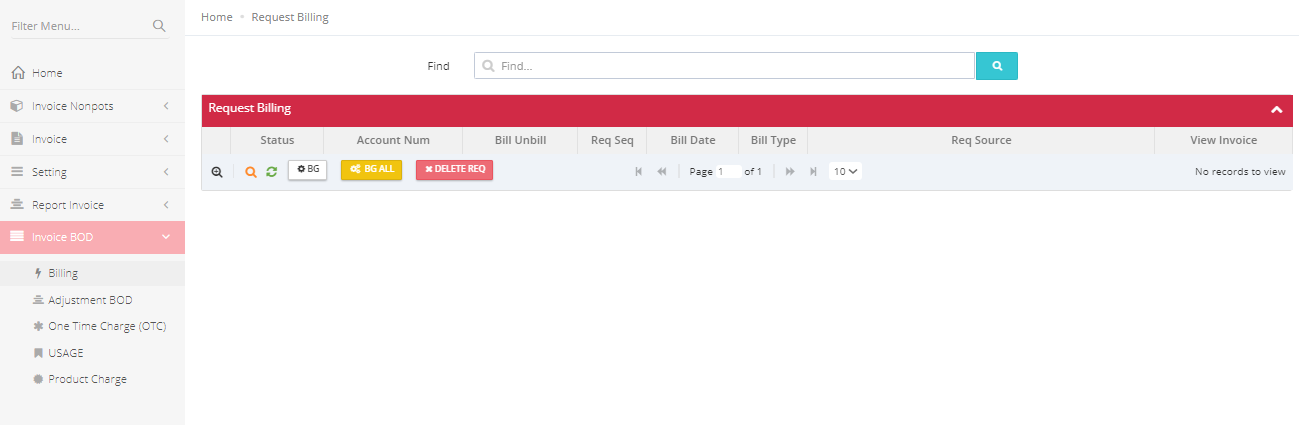 Filter Menu...
Home
Invoice Nonpots
Invoice
Setting
Report Invoice
Invoice BOD
Billing
Adjustment BOD
One Time Charge (OTC)
USAGE
Product Charge
Home • Request Billing
Find Find...
Request Billing
Status Account Num Bill Unbill Req Seq Bill Date Bill Type Req Source View Invoice
BG BG ALL DELETE REQ Page 1 of 1 10 No records to view